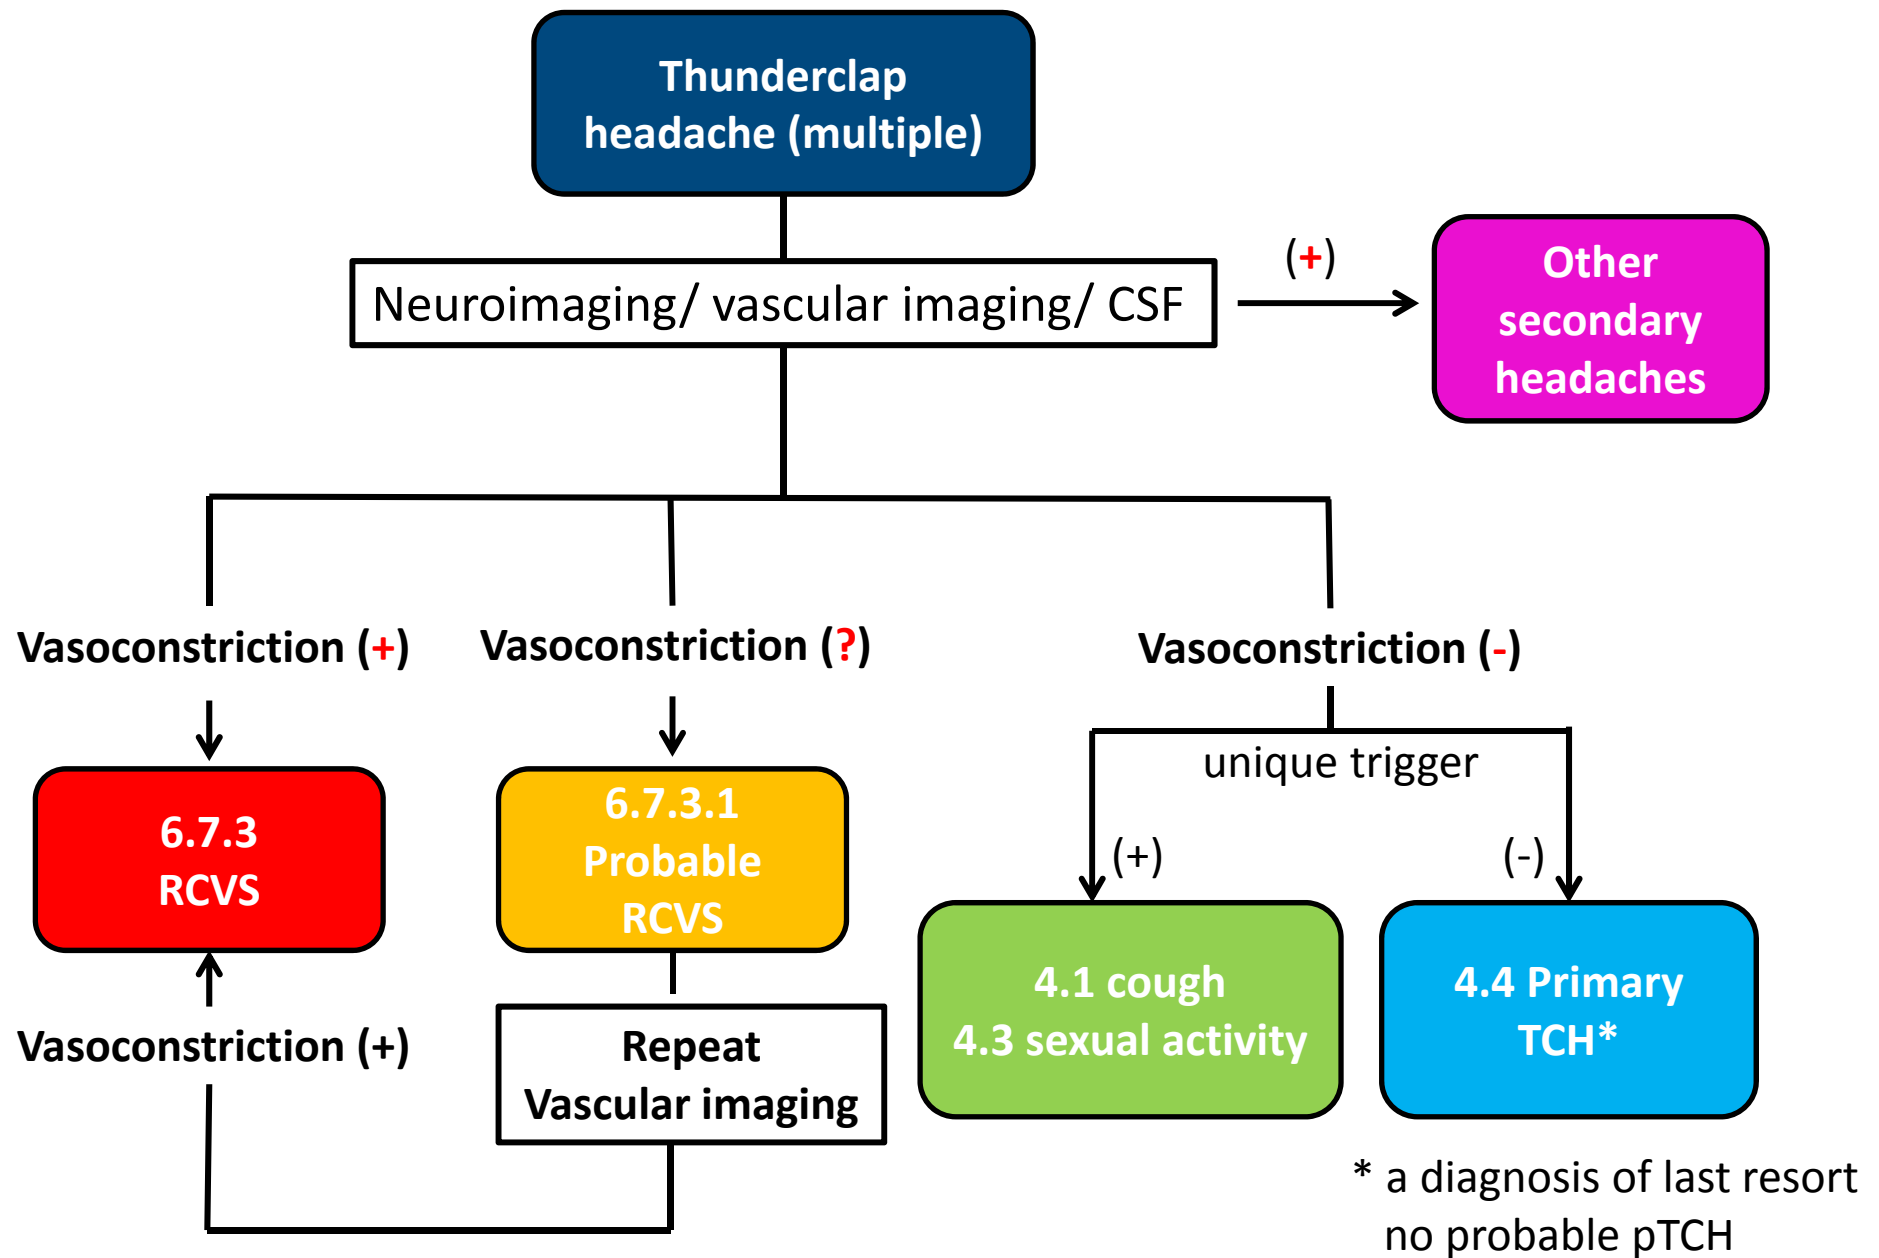 Thunderclap
headache (multiple)
Neuroimaging/ vascular imaging/ CSF
(+)
Other
secondary
headaches
Vasoconstriction (+)
Vasoconstriction (?)
Vasoconstriction (-)
unique trigger
(+)
(-)
6.7.3
RCVS
6.7.3.1
Probable
RCVS
4.1 cough
4.3 sexual activity
4.4 Primary
TCH*
Vasoconstriction (+)
Repeat
Vascular imaging
* a diagnosis of last resort
no probable pTCH